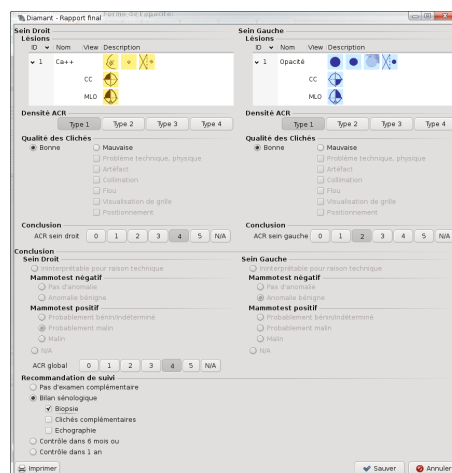 Diamant - Rapport final
Forme de l'opacité:
Sein Droit
Sein Gauche
Lésions
Lésions
ID Nom View Description
ID Nom View Description
1 Ca++
1 Opacité
CC
CC
MLO
MLO
Densité ACR
Densité ACR
Type 1 Type 2 Type 3 Type 4
Type 1 Type 2 Type 3 Type 4
Qualité des Clichés
Qualité des Clichés
Bonne Mauvaise
Bonne Mauvaise
Problème technique, physique
Problème technique, physique
Artéfact
Artéfact
Collimation
Collimation
Flou
Flou
Visualisation de grille
Visualisation de grille
Positionnement
Positionnement
Conclusion
Conclusion
ACR sein droit 0 1 2 3 4 5 N/A
ACR sein gauche 0 1 2 3 4 5 N/A
Conclusion
Sein Droit
Sein Gauche
Ininterprétable pour raison technique
Ininterprétable pour raison technique
Mammotest négatif
Mammotest négatif
Pas d'anomalie
Pas d'anomalie
Anomalie bénigne
Anomalie bénigne
Mammotest positif
Mammotest positif
Probablement bénin/indéterminé
Probablement bénin/indéterminé
Probablement malin
Probablement malin
Malin
Malin
N/A
N/A
ACR global 0 1 2 3 4 5 N/A
Recommandation de suivi
Pas d'examen complémentaire
Bilan sénologique
Biopsie
Clichés complémentaires
Echographie
Contrôle dans 6 mois ou
Contrôle dans 1 an
Imprimer
Sauver
Annuler